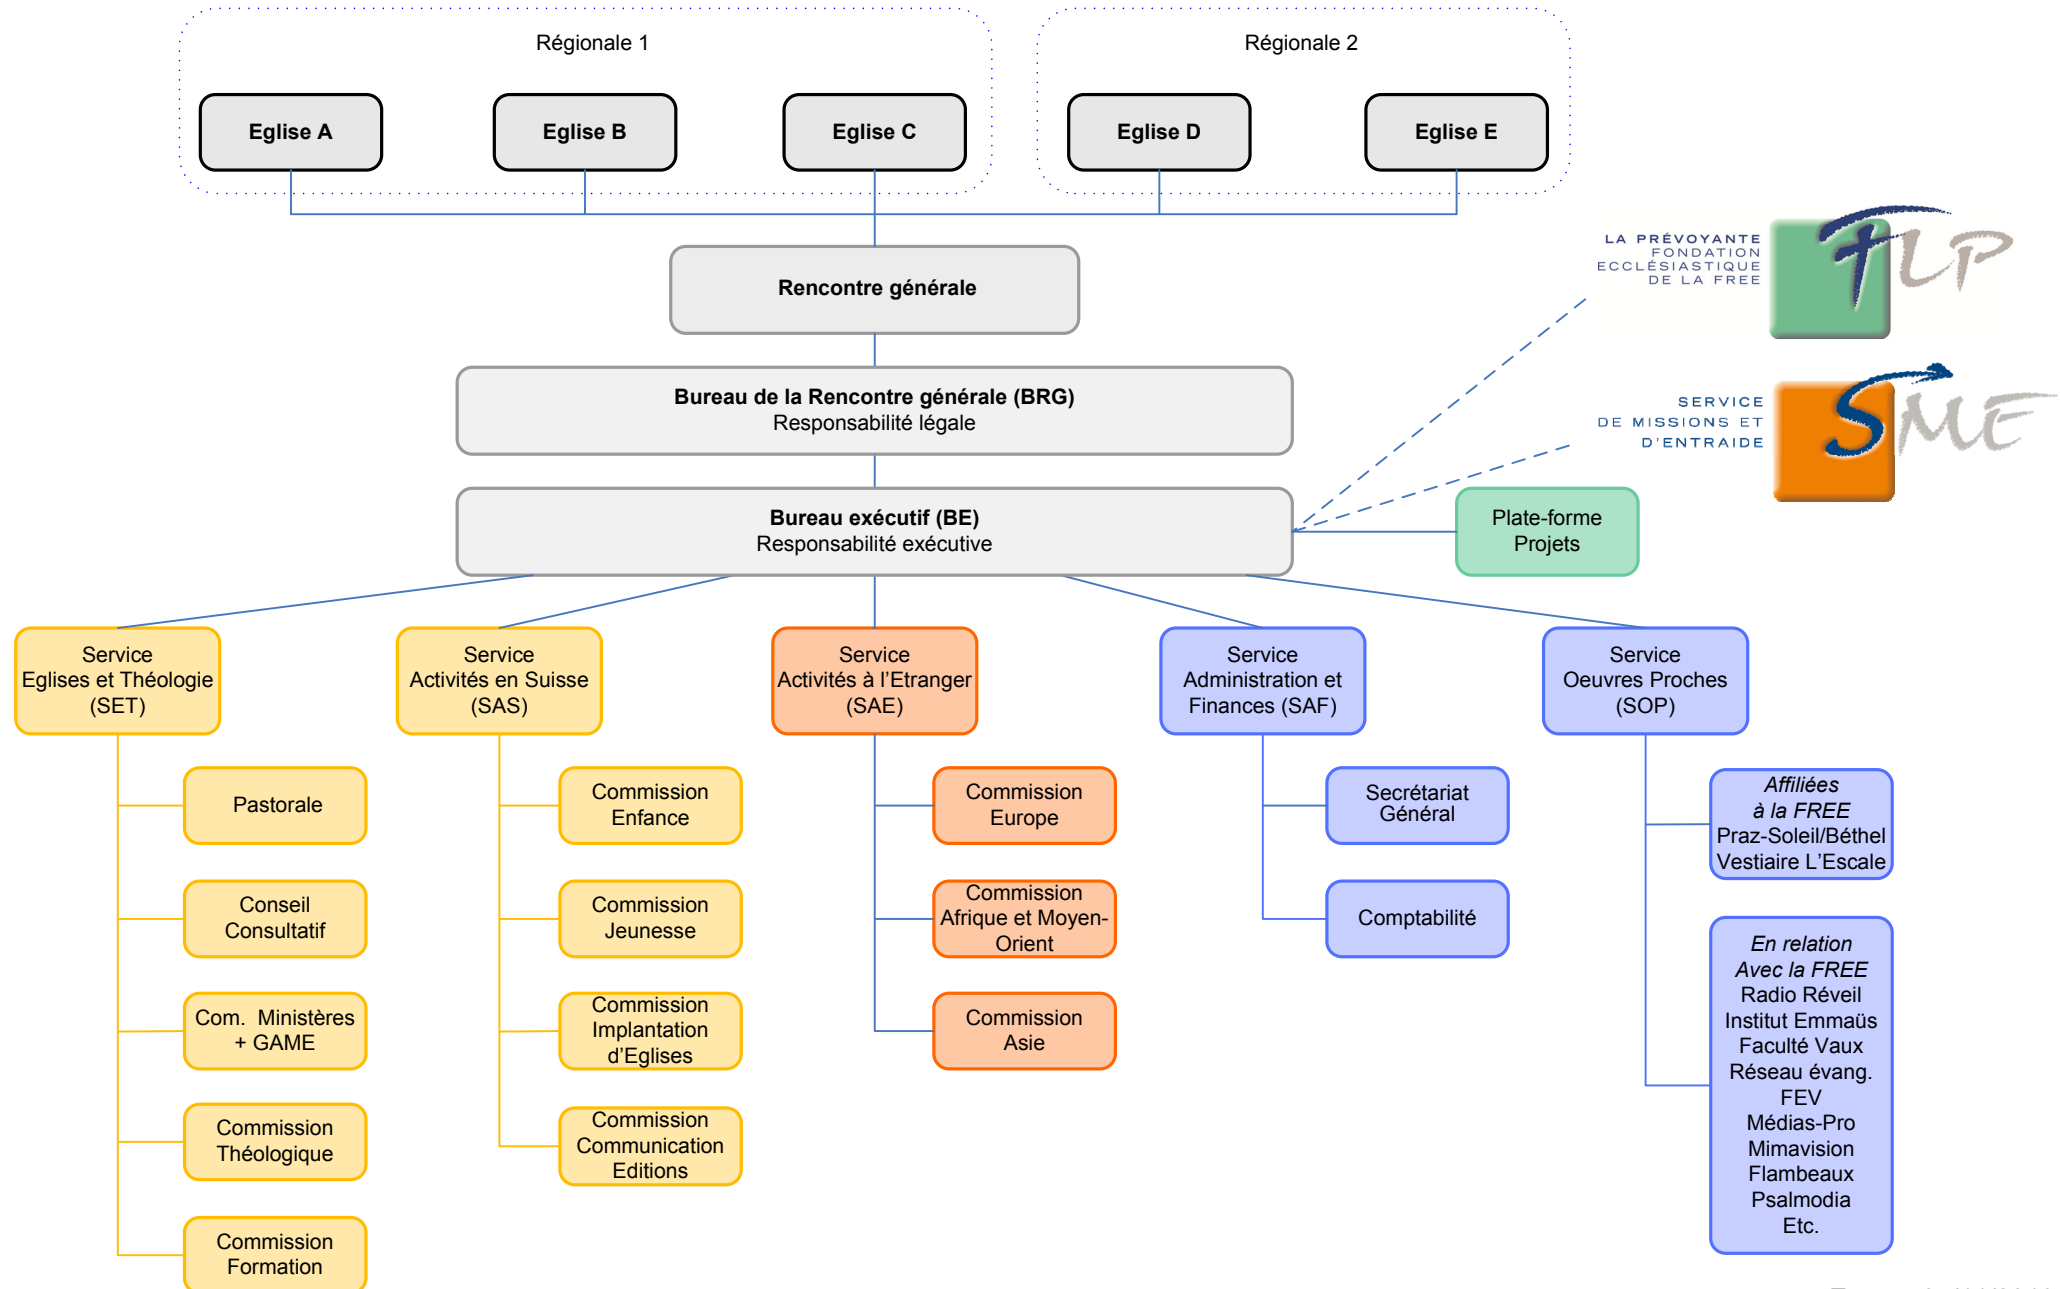 Régionale 1
Régionale 2
Eglise A
Eglise B
Eglise C
Eglise D
Eglise E
LA PRÉVOYANTE
FONDATION
ECCLÉSIASTIQUE
DE LA FREE
FLP
Rencontre générale
Bureau de la Rencontre générale (BRG)
Responsabilité légale
SERVICE
DE MISSIONS ET
D'ENTRAIDE
SME
Bureau exécutif (BE)
Responsabilité exécutive
Plate-forme
Projets
Service
Eglises et Théologie
(SET)
Service
Activités en Suisse
(SAS)
Service
Activités à l’Etranger
(SAE)
Service
Administration et
Finances (SAF)
Service
Oeuvres Proches
(SOP)
Pastorale
Conseil
Consultatif
Com.  Ministères
+ GAME
Commission
Théologique
Commission
Formation
Commission
Enfance
Commission
Jeunesse
Commission
Implantation
d’Eglises
Commission
Communication
Editions
Commission
Europe
Commission
Afrique et Moyen-
Orient
Commission
Asie
Secrétariat
Général
Comptabilité
Affiliées
à la FREE
Praz-Soleil/Béthel
Vestiaire L’Escale
En relation
Avec la FREE
Radio Réveil
Institut Emmaüs
Faculté Vaux
Réseau évang.
FEV
Médias-Pro
Mimavision
Flambeaux
Psalmodia
Etc.